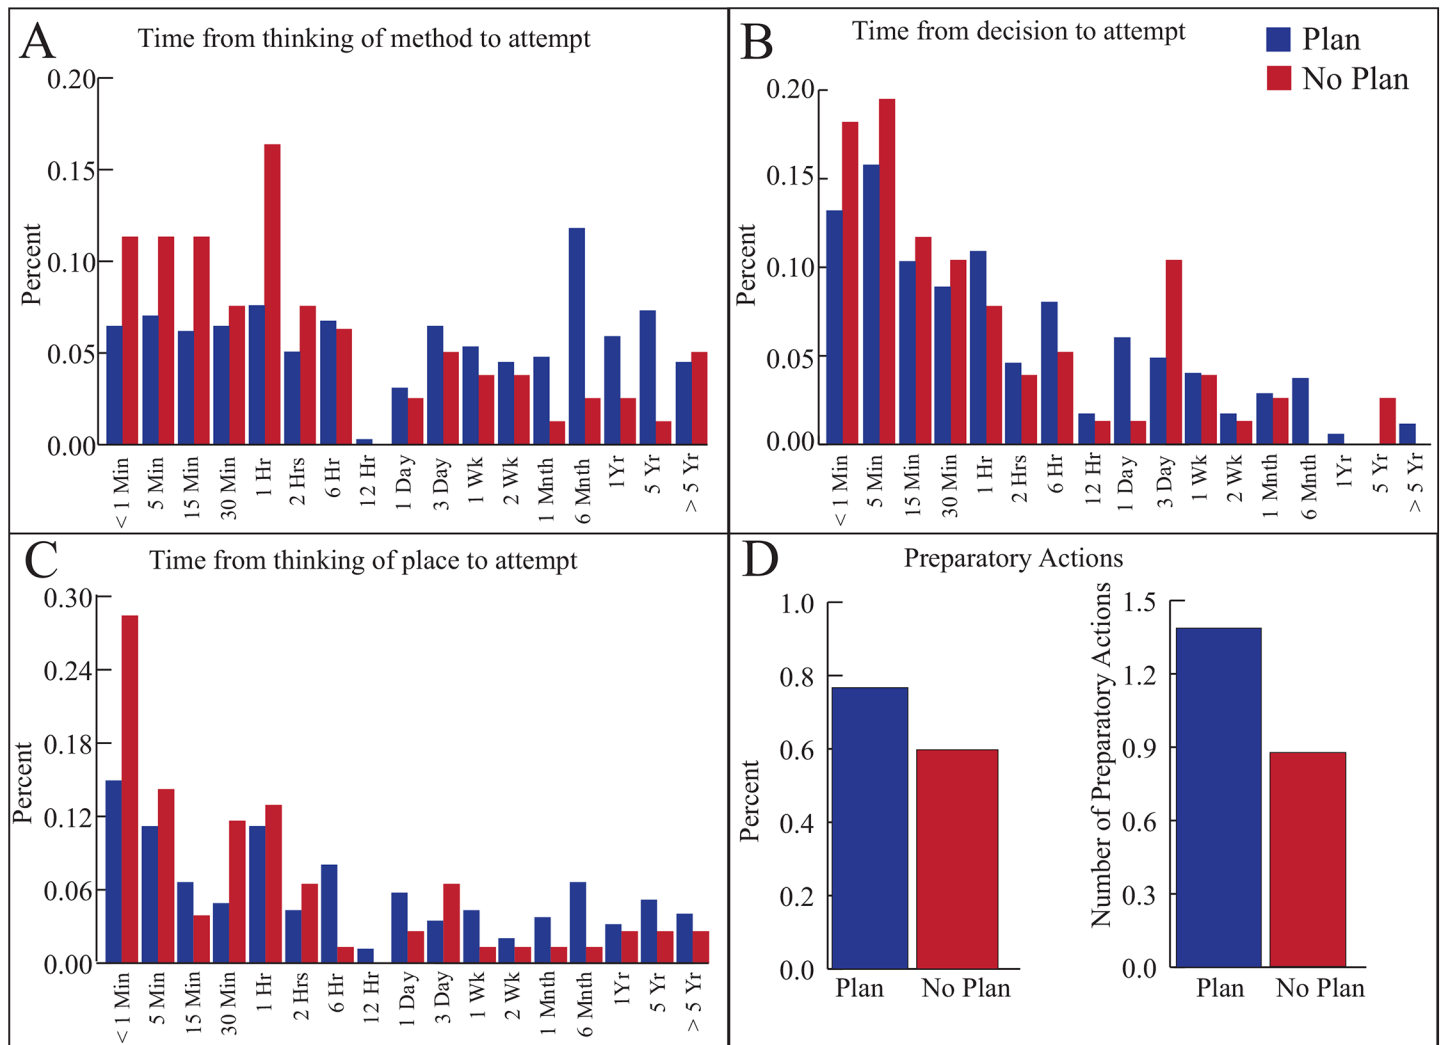 A
Time from thinking of method to attempt
Percent
0.20
0.15
0.10
0.05
0.00
< 1 Min
5 Min
15 Min
30 Min
1 Hr
2 Hrs
6 Hr
12 Hr
1 Day
3 Day
1 Wk
2 Wk
1 Mnth
6 Mnth
1 Yr
5 Yr
> 5 Yr
B
Time from decision to attempt
Plan
No Plan
Percent
0.20
0.15
0.10
0.05
0.00
< 1 Min
5 Min
15 Min
30 Min
1 Hr
2 Hrs
6 Hr
12 Hr
1 Day
3 Day
1 Wk
2 Wk
1 Mnth
6 Mnth
1Yr
5 Yr
> 5 Yr
C
Time from thinking of place to attempt
Percent
0.30
0.24
0.18
0.12
0.06
0.00
< 1 Min
5 Min
15 Min
30 Min
1 Hr
2 Hrs
6 Hr
12 Hr
1 Day
3 Day
1 Wk
2 Wk
1 Mnth
6 Mnth
1Yr
5 Yr
> 5 Yr
D
Preparatory Actions
Percent
1.0
0.8
0.6
0.4
0.2
0.0
Plan
No Plan
Number of Preparatory Actions
1.5
1.2
0.9
0.6
0.3
0.0
Plan
No Plan